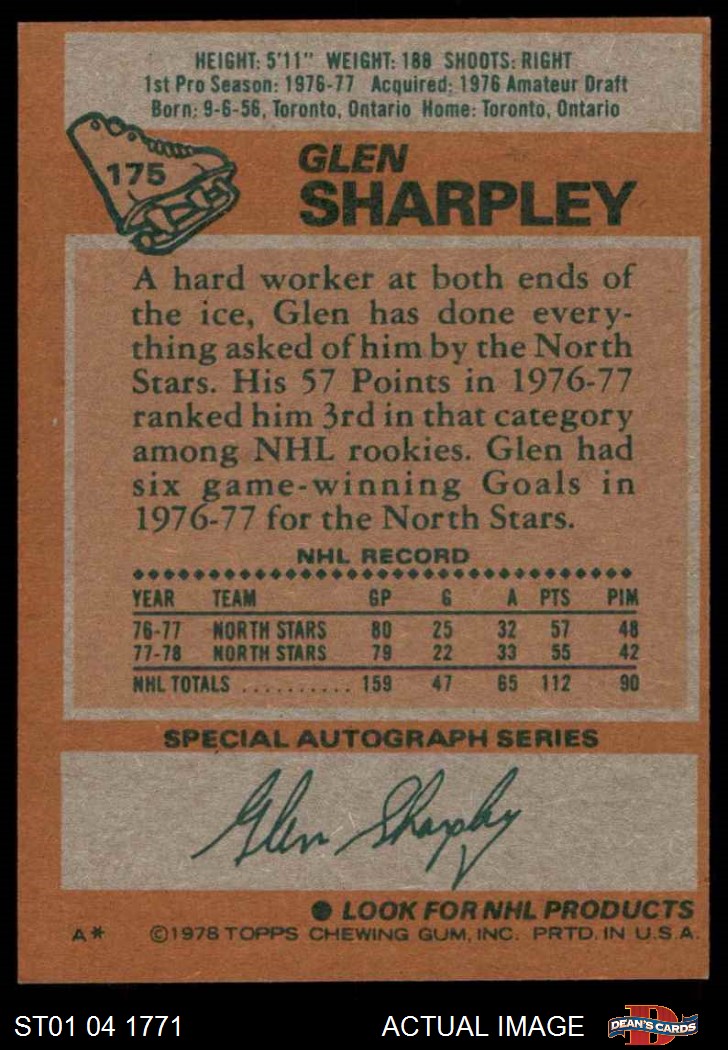 HEIGHT: 5'11" WEIGHT: 188 SHOOTS: RIGHT
1st Pro Season: 1976-77 Acquired: 1976 Amateur Draft
Born: 9-6-56, Toronto, Ontario Home: Toronto, Ontario
175
GLEN
SHARPLEY
A hard worker at both ends of
the ice, Glen has done every-
thing asked of him by the North
Stars. His 57 Points in 1976-77
ranked him 3rd in that category
among NHL rookies. Glen had
six game-winning Goals in
1976-77 for the North Stars.
NHL RECORD
YEAR TEAM GP G A PTS PIM
76-77 NORTH STARS 80 25 32 57 48
77-78 NORTH STARS 79 22 33 55 42
NHL TOTALS .......... 159 47 65 112 90
SPECIAL AUTOGRAPH SERIES
Glen Sharpley
● LOOK FOR NHL PRODUCTS
A* ©1978 TOPPS CHEWING GUM, INC. PRTD. IN U.S.A.
ST01 04 1771 ACTUAL IMAGE D DEAN'S CARDS